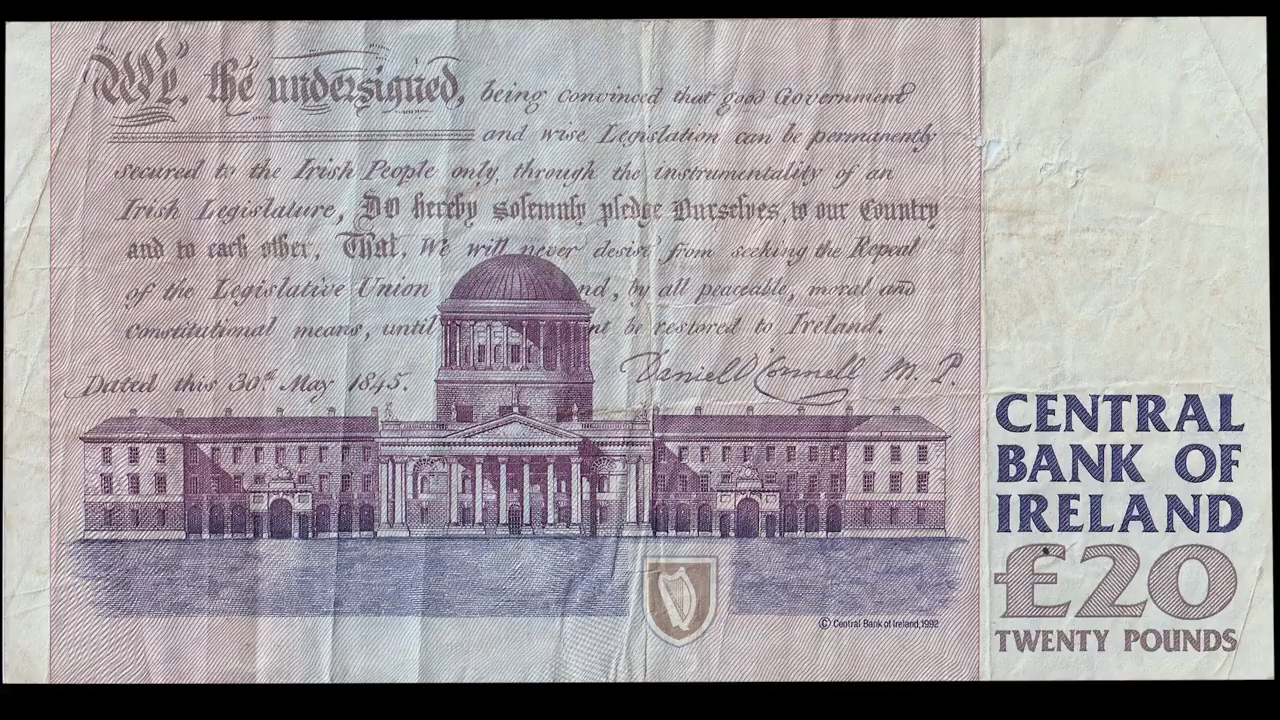 We, the undersigned, being convinced that good Government
and wise Legislation can be permanently
secured to the Irish People only, through the instrumentality of an
Irish Legislature, Do hereby solemnly pledge Ourselves, to our Country
and to each other, That, We will never desist from seeking the Repeal
of the Legislative Union nd, by all peaceable, moral and
constitutional means, until nt be restored to Ireland.
Dated this 30th May 1845.
Daniel O'Connell M. P.
CENTRAL
BANK OF
IRELAND
£20
TWENTY POUNDS
© Central Bank of Ireland, 1992